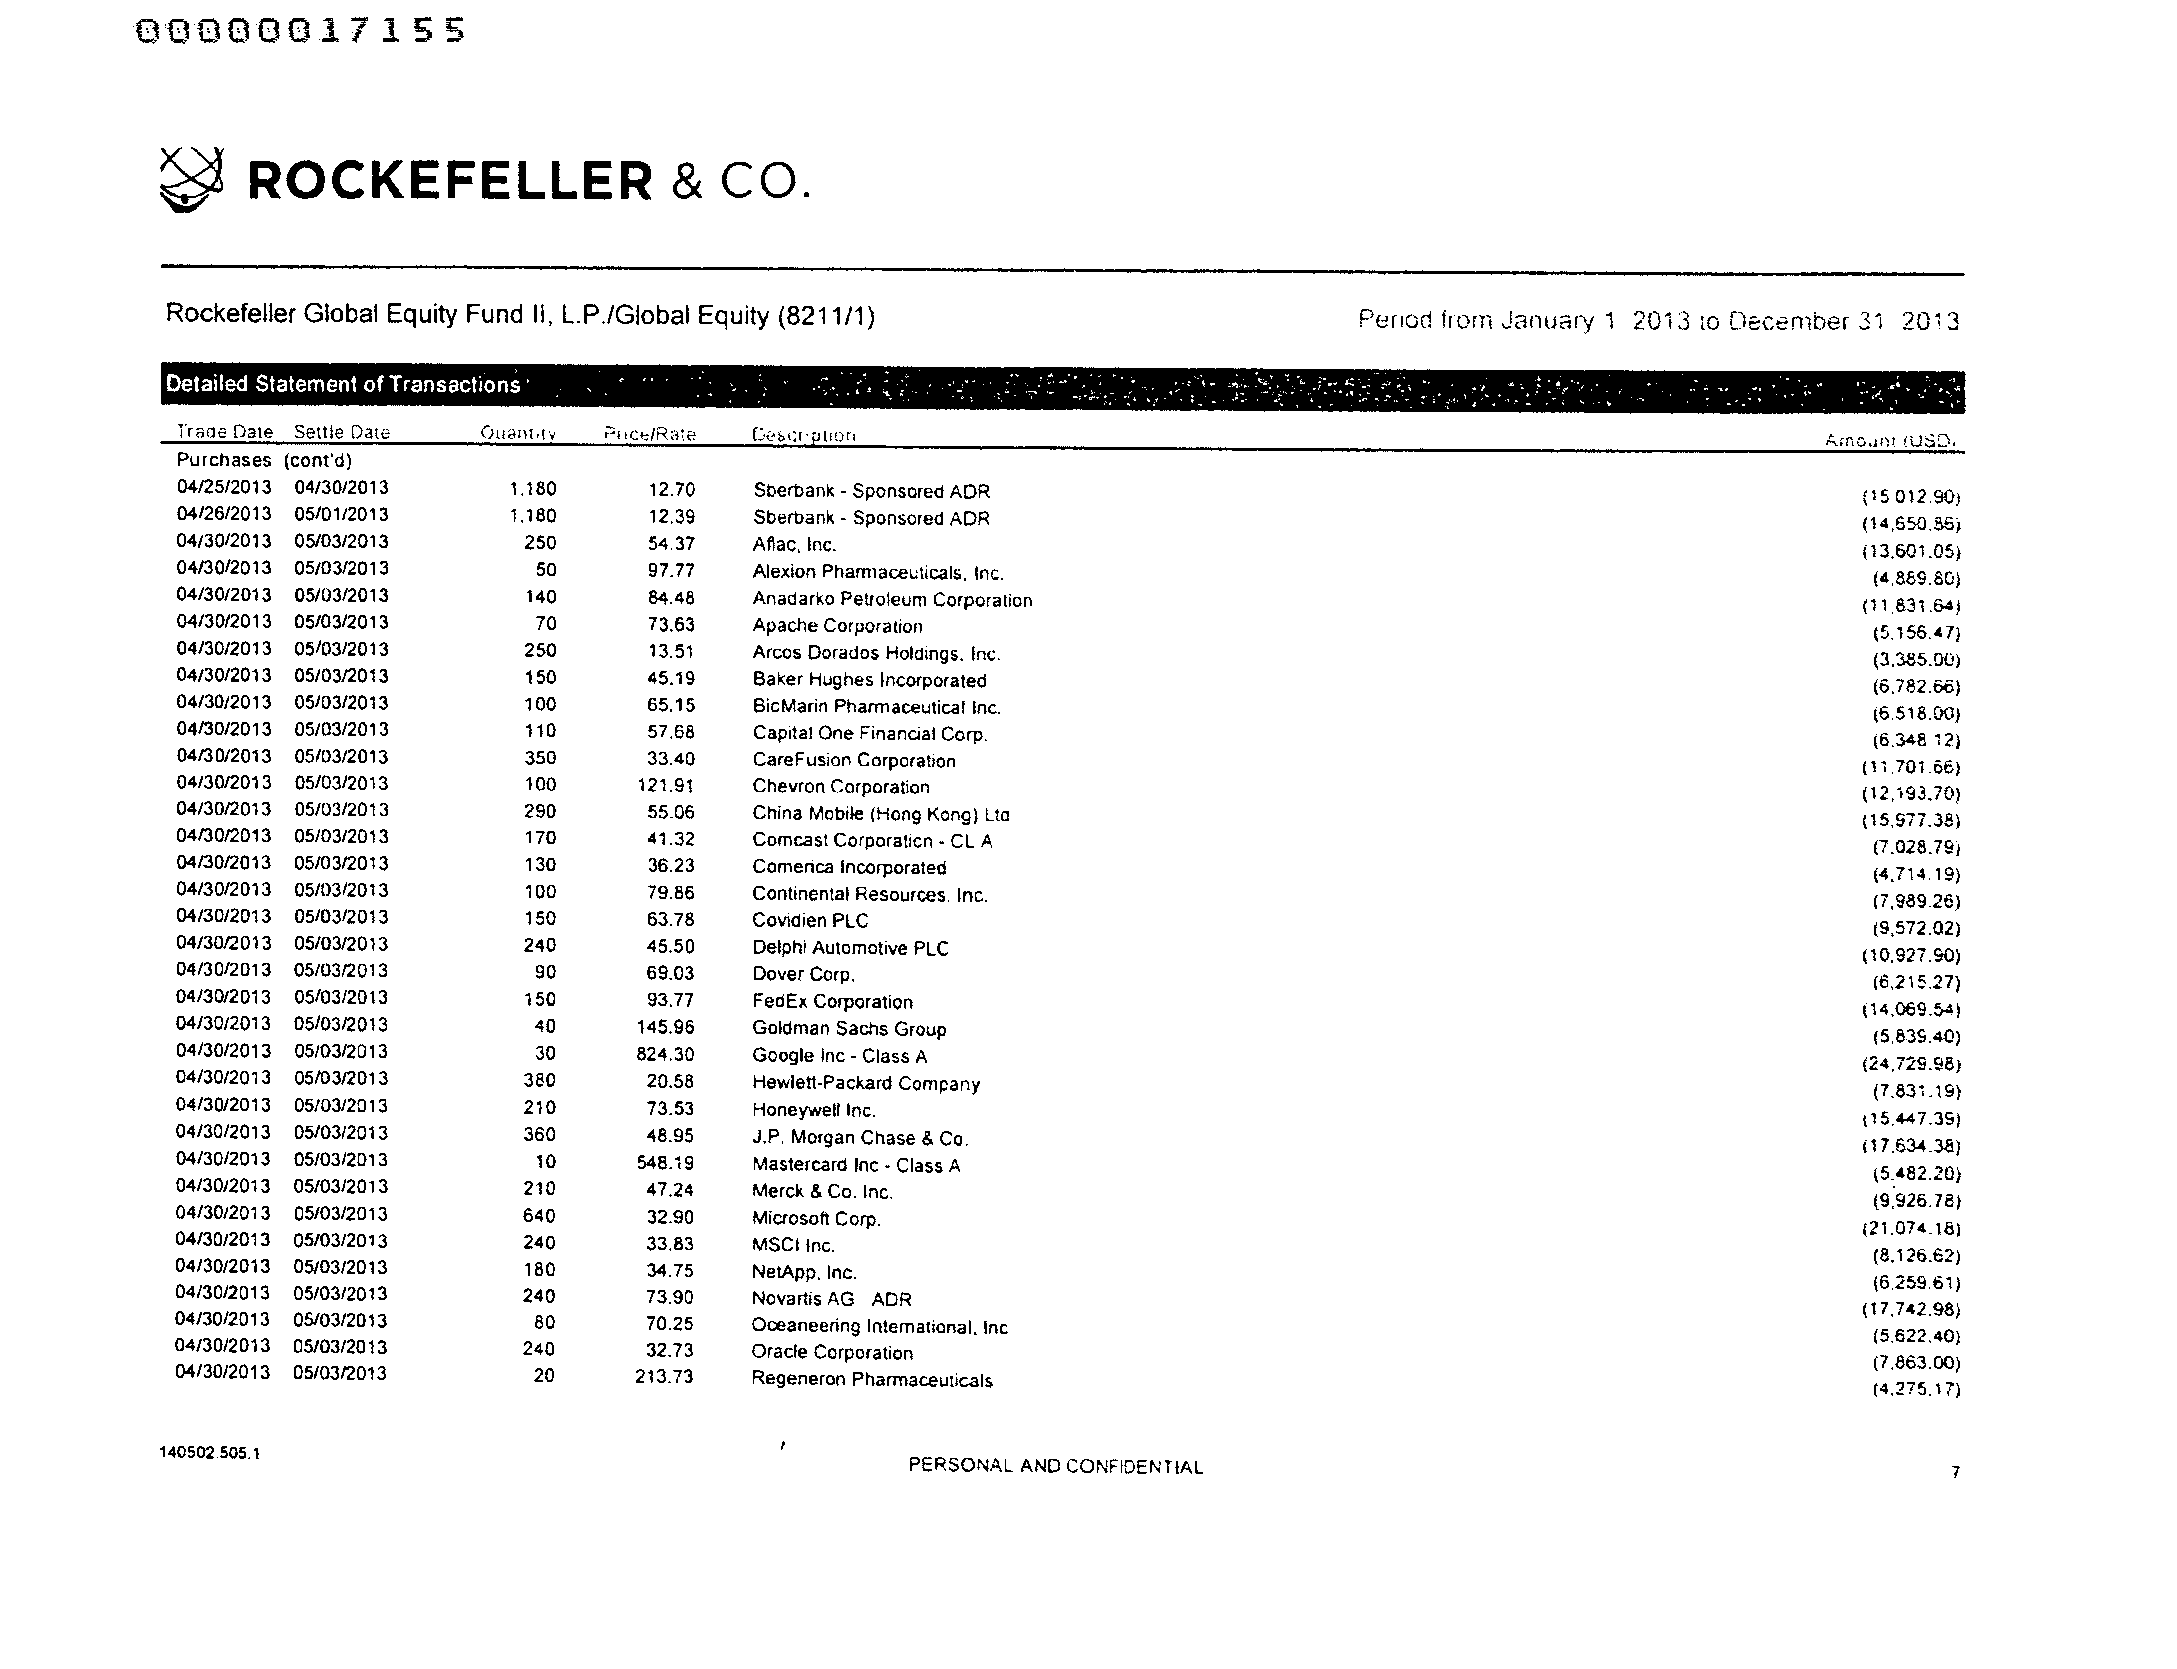 00000017155
ROCKEFELLER & CO.
Rockefeller Global Equity Fund II, L.P./Global Equity (8211/1) Period from January 1 2013 to December 31 2013
Detailed Statement of Transactions
Trade Date Settle Date Quantity Price/Rate Description Amount (USD)
Purchases (cont'd)
04/25/2013 04/30/2013 1,180 12.70 Sberbank - Sponsored ADR (15 012.90)
04/26/2013 05/01/2013 1,180 12.39 Sberbank - Sponsored ADR (14,650.86)
04/30/2013 05/03/2013 250 54.37 Aflac, Inc. (13,601.05)
04/30/2013 05/03/2013 50 97.77 Alexion Pharmaceuticals, Inc. (4,889.80)
04/30/2013 05/03/2013 140 84.48 Anadarko Petroleum Corporation (11,831.64)
04/30/2013 05/03/2013 70 73.63 Apache Corporation (5,156.47)
04/30/2013 05/03/2013 250 13.51 Arcos Dorados Holdings, Inc. (3,385.00)
04/30/2013 05/03/2013 150 45.19 Baker Hughes Incorporated (6,782.66)
04/30/2013 05/03/2013 100 65.15 BioMarin Pharmaceutical Inc. (6,518.00)
04/30/2013 05/03/2013 110 57.68 Capital One Financial Corp. (6,348 12)
04/30/2013 05/03/2013 350 33.40 CareFusion Corporation (11,701.66)
04/30/2013 05/03/2013 100 121.91 Chevron Corporation (12,193.70)
04/30/2013 05/03/2013 290 55.06 China Mobile (Hong Kong) Ltd (15,977.38)
04/30/2013 05/03/2013 170 41.32 Comcast Corporation - CL A (7,028.79)
04/30/2013 05/03/2013 130 36.23 Comerica Incorporated (4,714.19)
04/30/2013 05/03/2013 100 79.86 Continental Resources, Inc. (7,989.26)
04/30/2013 05/03/2013 150 63.78 Covidien PLC (9,572.02)
04/30/2013 05/03/2013 240 45.50 Delphi Automotive PLC (10,927.90)
04/30/2013 05/03/2013 90 69.03 Dover Corp. (6,215.27)
04/30/2013 05/03/2013 150 93.77 FedEx Corporation (14,069.54)
04/30/2013 05/03/2013 40 145.96 Goldman Sachs Group (5,839.40)
04/30/2013 05/03/2013 30 824.30 Google Inc - Class A (24,729.98)
04/30/2013 05/03/2013 380 20.58 Hewlett-Packard Company (7,831.19)
04/30/2013 05/03/2013 210 73.53 Honeywell Inc. (15,447.39)
04/30/2013 05/03/2013 360 48.95 J.P. Morgan Chase & Co. (17,634.38)
04/30/2013 05/03/2013 10 548.19 Mastercard Inc - Class A (5,482.20)
04/30/2013 05/03/2013 210 47.24 Merck & Co. Inc. (9,926.78)
04/30/2013 05/03/2013 640 32.90 Microsoft Corp. (21,074.18)
04/30/2013 05/03/2013 240 33.83 MSCI Inc. (8,126.62)
04/30/2013 05/03/2013 180 34.75 NetApp, Inc. (6,259.61)
04/30/2013 05/03/2013 240 73.90 Novartis AG ADR (17,742.98)
04/30/2013 05/03/2013 80 70.25 Oceaneering International, Inc (5,622.40)
04/30/2013 05/03/2013 240 32.73 Oracle Corporation (7,863.00)
04/30/2013 05/03/2013 20 213.73 Regeneron Pharmaceuticals (4,275.17)
140502.505.1 PERSONAL AND CONFIDENTIAL 7